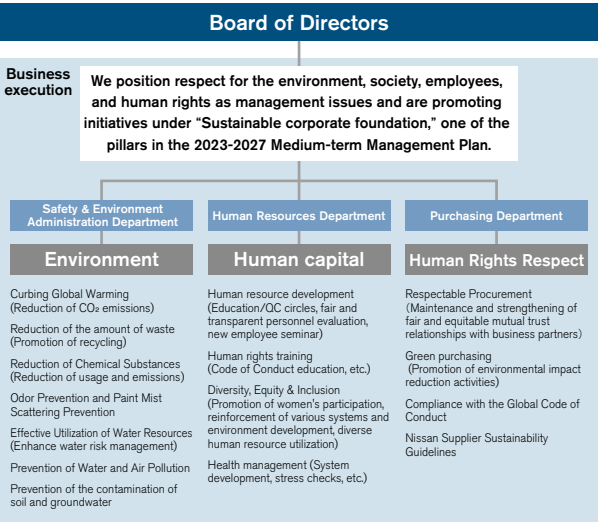 Board of Directors
Business
execution
We position respect for the environment, society, employees,
and human rights as management issues and are promoting
initiatives under “Sustainable corporate foundation,” one of the
pillars in the 2023-2027 Medium-term Management Plan.
Safety & Environment
Administration Department
Environment
Curbing Global Warming
(Reduction of CO₂ emissions)
Reduction of the amount of waste
(Promotion of recycling)
Reduction of Chemical Substances
(Reduction of usage and emissions)
Odor Prevention and Paint Mist
Scattering Prevention
Effective Utilization of Water Resources
(Enhance water risk management)
Prevention of Water and Air Pollution
Prevention of the contamination of
soil and groundwater
Human Resources Department
Human capital
Human resource development
(Education/QC circles, fair and
transparent personnel evaluation,
new employee seminar)
Human rights training
(Code of Conduct education, etc.)
Diversity, Equity & Inclusion
(Promotion of women's participation,
reinforcement of various systems and
environment development, diverse
human resource utilization)
Health management (System
development, stress checks, etc.)
Purchasing Department
Human Rights Respect
Respectable Procurement
(Maintenance and strengthening of
fair and equitable mutual trust
relationships with business partners)
Green purchasing
(Promotion of environmental impact
reduction activities)
Compliance with the Global Code of
Conduct
Nissan Supplier Sustainability
Guidelines